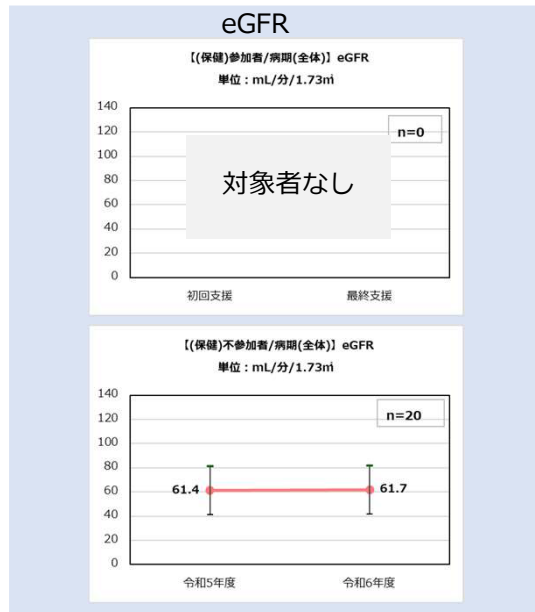 eGFR
【(保健)参加者/病期(全体)】eGFR
単位：mL/分/1.73㎡
140
120
100
80
60
40
20
0
n=0
対象者なし
初回支援 最終支援
【(保健)不参加者/病期(全体)】eGFR
単位：mL/分/1.73㎡
140
120
100
80
60
40
20
0
n=20
61.4 61.7
令和5年度 令和6年度